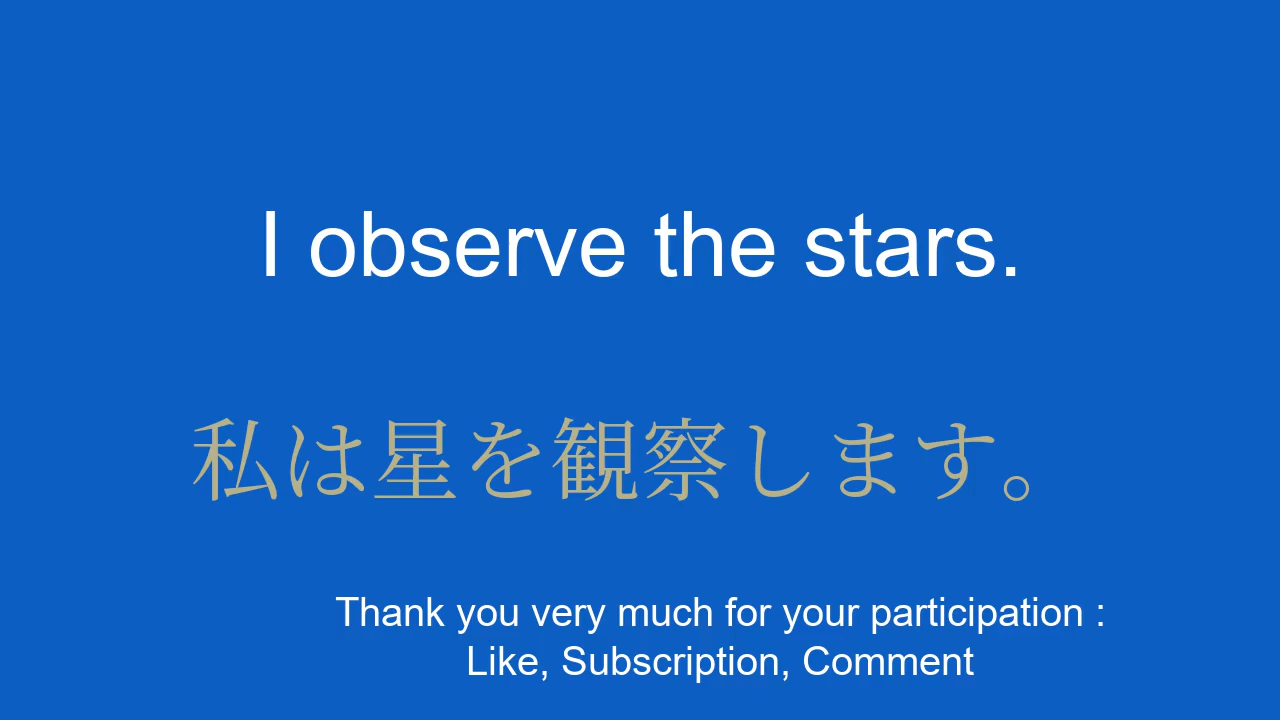 I observe the stars.
私は星を観察します。
Thank you very much for your participation :
Like, Subscription, Comment